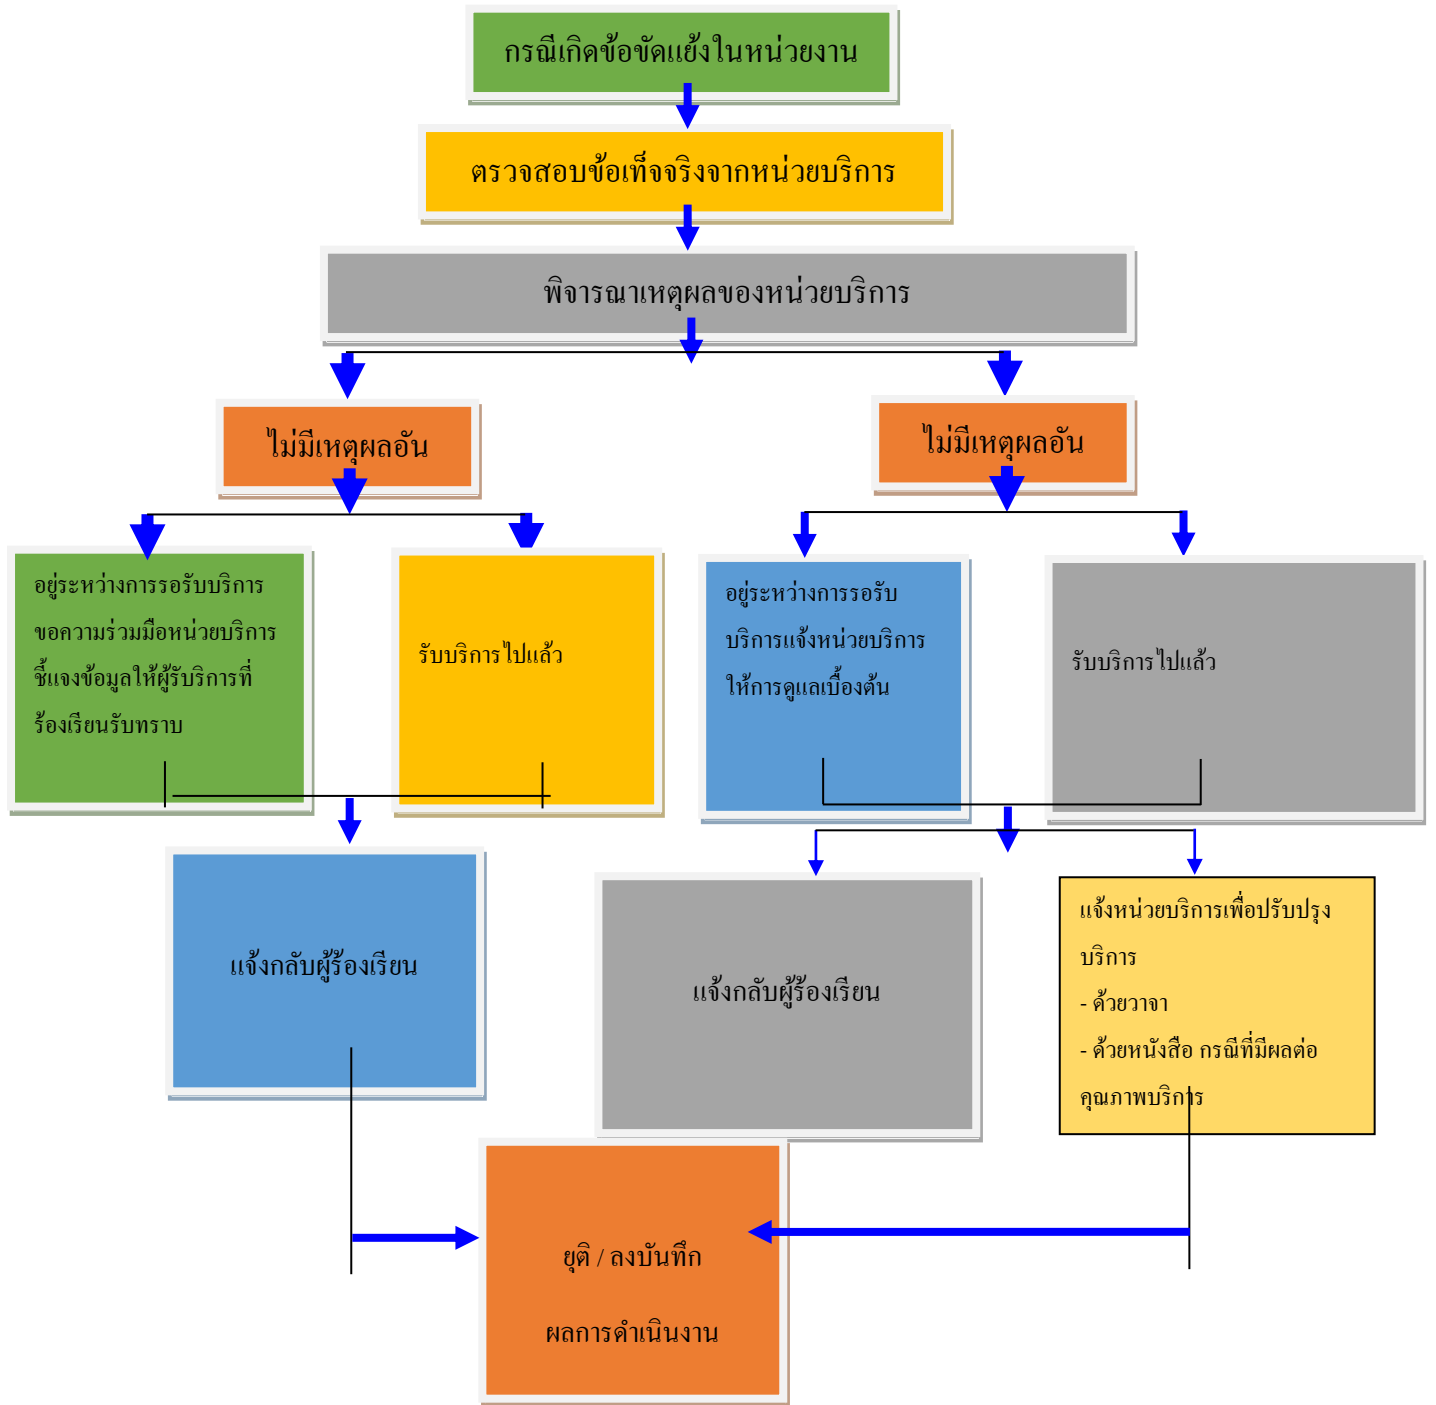 กรณีเกิดข้อขัดแย้งในหน่วยงาน
ตรวจสอบข้อเท็จจริงจากหน่วยบริการ
พิจารณาเหตุผลของหน่วยบริการ
ไม่มีเหตุผลอัน
ไม่มีเหตุผลอัน
อยู่ระหว่างการรอรับบริการ
ขอความร่วมมือหน่วยบริการ
ชี้แจงข้อมูลให้ผู้รับบริการที่
ร้องเรียนรับทราบ
รับบริการไปแล้ว
อยู่ระหว่างการรอรับ
บริการแจ้งหน่วยบริการ
ให้การดูแลเบื้องต้น
รับบริการไปแล้ว
แจ้งกลับผู้ร้องเรียน
แจ้งกลับผู้ร้องเรียน
แจ้งหน่วยบริการเพื่อปรับปรุง
บริการ
- ด้วยวาจา
- ด้วยหนังสือ กรณีที่มีผลต่อ
คุณภาพบริการ
ยุติ / ลงบันทึก
ผลการดำเนินงาน